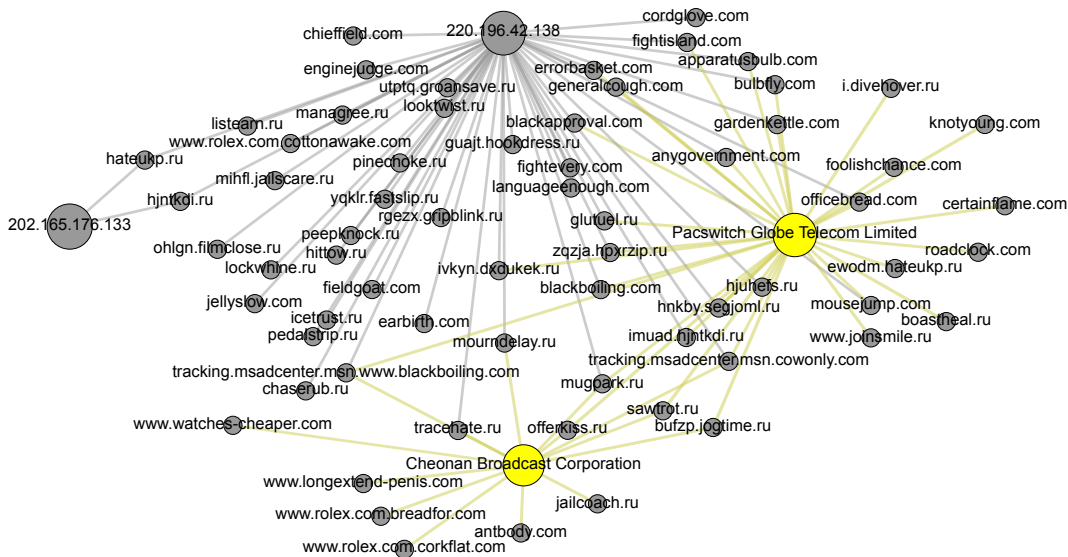 cordglove.com
220.196.42.138
chieffield.com
fightisland.com
apparatusbulb.com
enginejudge.com
errorbasket.com
bulbfly.com
i.divehover.ru
utptq.groansave.ru
generalcough.com
looktwist.ru
managree.ru
listearn.ru
blackapproval.com
gardenkettle.com
knotyoung.com
www.rolex.com.cottonawake.com
guajt.hookdress.ru
hateukp.ru
pinechoke.ru
fightevery.com
anygovernment.com
foolishchance.com
mihfl.jailscare.ru
languageenough.com
hjntkdi.ru
yqklr.fastslip.ru
officebread.com
certainframe.com
202.165.176.133
rgezx.gripblink.ru
glutuel.ru
Pacswitch Globe Telecom Limited
peepknock.ru
ohlgn.filmclose.ru
hittow.ru
zqzja.hpxrzip.ru
roadclock.com
lockwhine.ru
ivkyn.dxdukek.ru
ewodm.hateukp.ru
jellyslow.com
fieldgoat.com
blackboiling.com
hjuhefs.ru
hnkby.segjoml.ru
mousejump.com
icetrust.ru
earbirth.com
boastheal.ru
pedalstrip.ru
mourndelay.ru
imuad.hjntkdi.ru
www.joinsmile.ru
tracking.msadcenter.msn.cowonly.com
tracking.msadcenter.msn.www.blackboiling.com
chaserub.ru
mugpark.ru
sawtrot.ru
www.watches-cheaper.com
tracehate.ru
offerkiss.ru
bufzp.jogtime.ru
Cheonan Broadcast Corporation
www.longextend-penis.com
jailcoach.ru
www.rolex.com.breadfor.com
antbody.com
www.rolex.com.corkflat.com